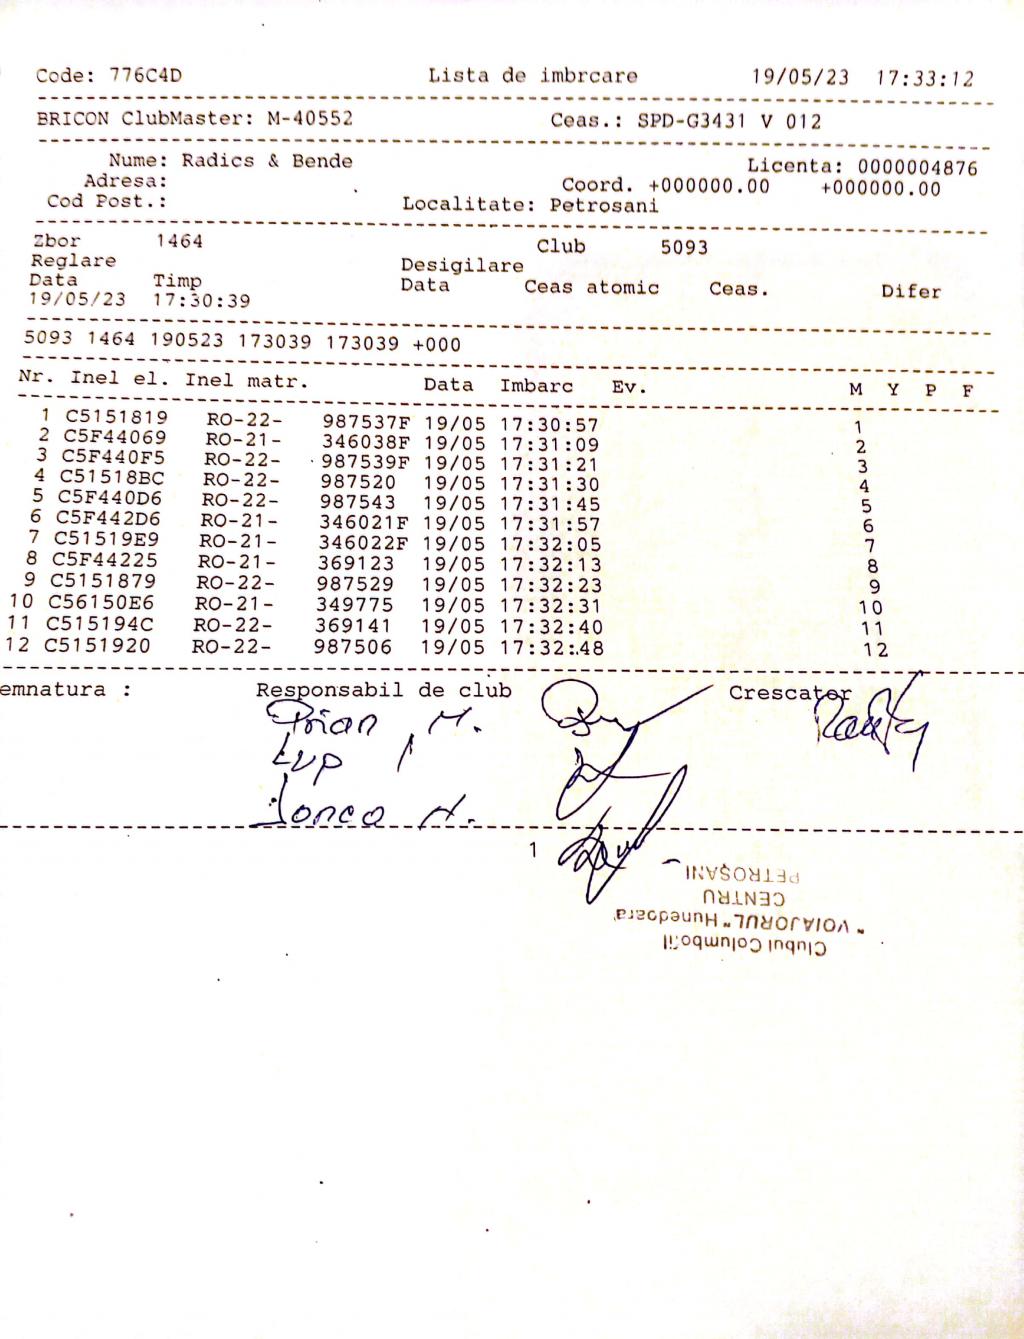 Code: 776C4D Lista de imbrcare 19/05/23 17:33:12
BRICON ClubMaster: M-40552 Ceas.: SPD-G3431 V 012
Nume: Radics & Bende Licenta: 0000004876
Adresa: Coord. +000000.00 +000000.00
Cod Post.: Localitate: Petrosani
Zbor 1464 Club 5093
Reglare Desigilare
Data Timp Data Ceas atomic Ceas. Difer
19/05/23 17:30:39
5093 1464 190523 173039 173039 +000
Nr. Inel el. Inel matr. Data Imbarc Ev. M Y P F
1 C5151819 RO-22- 987537F 19/05 17:30:57 1
2 C5F44069 RO-21- 346038F 19/05 17:31:09 2
3 C5F440F5 RO-22- 987539F 19/05 17:31:21 3
4 C51518BC RO-22- 987520 19/05 17:31:30 4
5 C5F440D6 RO-22- 987543 19/05 17:31:45 5
6 C5F442D6 RO-21- 346021F 19/05 17:31:57 6
7 C51519E9 RO-21- 346022F 19/05 17:32:05 7
8 C5F44225 RO-21- 369123 19/05 17:32:13 8
9 C5151879 RO-22- 987529 19/05 17:32:23 9
10 C56150E6 RO-21- 349775 19/05 17:32:31 10
11 C515194C RO-22- 369141 19/05 17:32:40 11
12 C5151920 RO-22- 987506 19/05 17:32:48 12
emnatura : Responsabil de club Crescator
M.
Lup
Jonca A.
1
Clubul Columbofil
"VOIAJORUL" Hunedoara
CENTRU
PETROȘANI